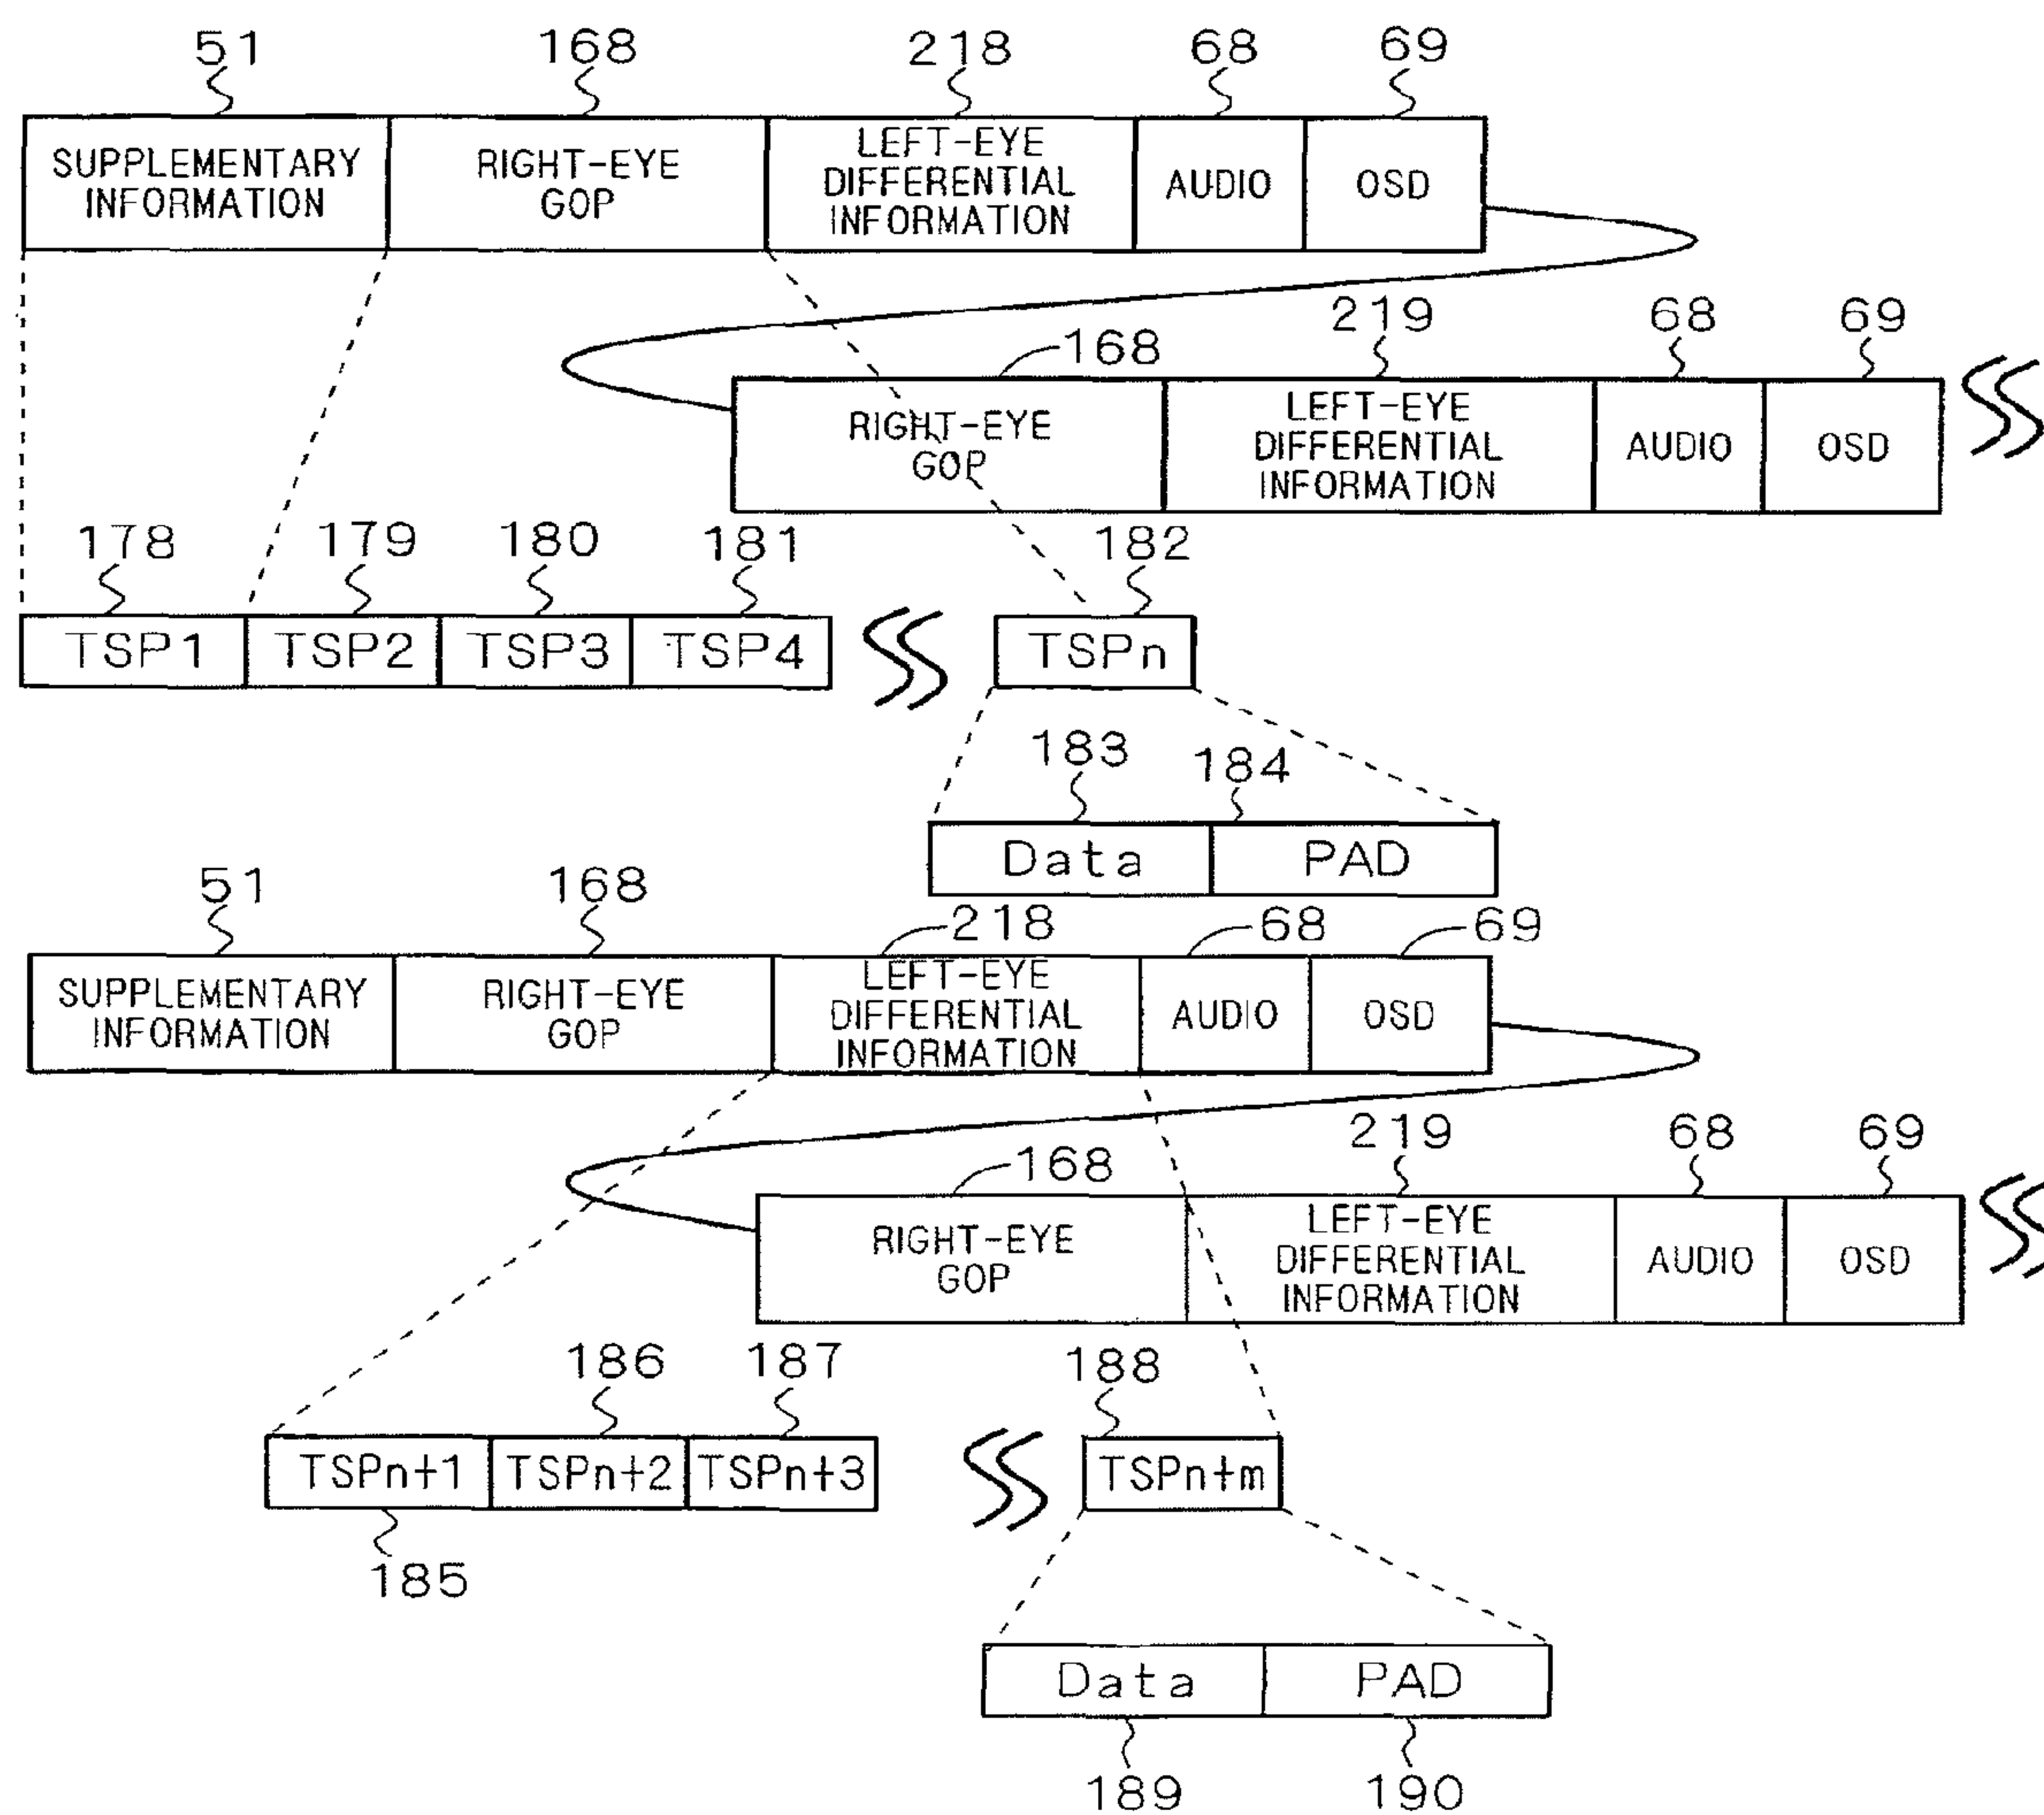 51 168 218 68 69
SUPPLEMENTARY INFORMATION
RIGHT-EYE GOP
LEFT-EYE DIFFERENTIAL INFORMATION
AUDIO
OSD
168 219 68 69
RIGHT-EYE GOP
LEFT-EYE DIFFERENTIAL INFORMATION
AUDIO
OSD
178 179 180 181 182
TSP1 TSP2 TSP3 TSP4 TSPn
183 184
Data PAD
51 168 218 68 69
SUPPLEMENTARY INFORMATION
RIGHT-EYE GOP
LEFT-EYE DIFFERENTIAL INFORMATION
AUDIO
OSD
168 219 68 69
RIGHT-EYE GOP
LEFT-EYE DIFFERENTIAL INFORMATION
AUDIO
OSD
186 187 188
TSPn+1 TSPn+2 TSPn+3 TSPn+m
185
Data PAD
189 190